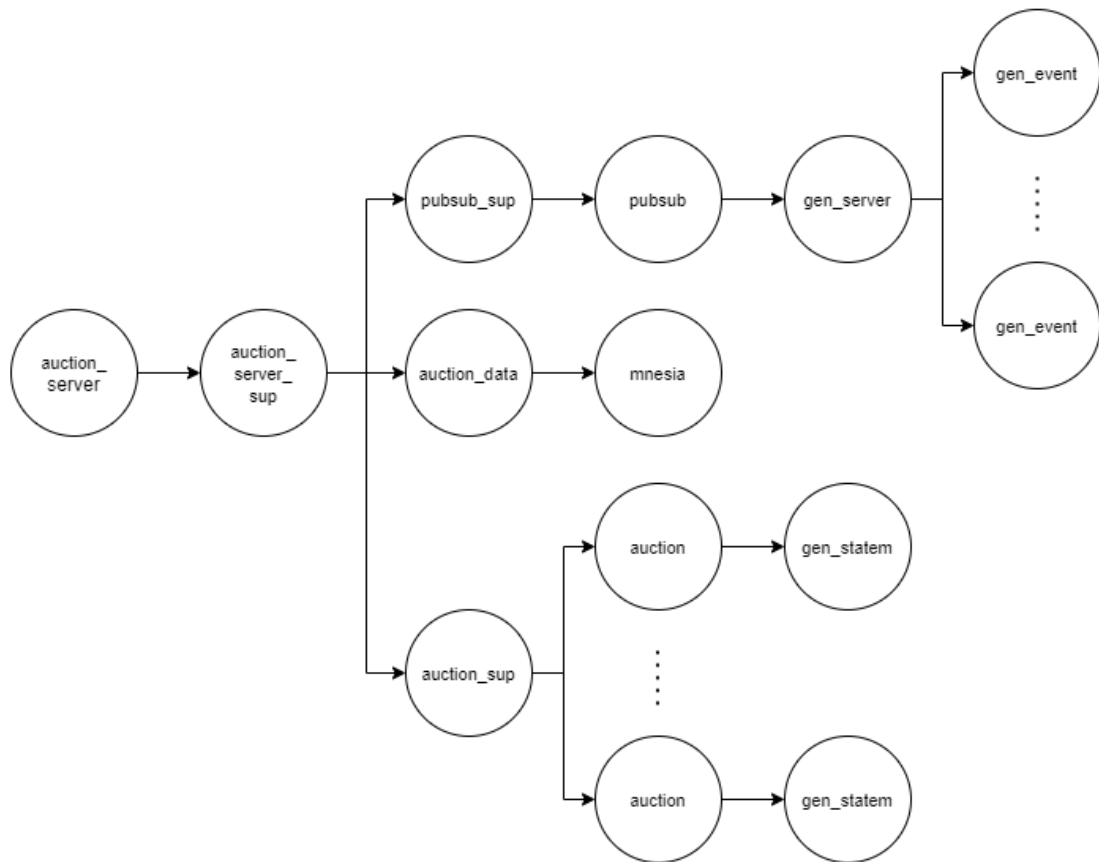 gen_event
pubsub_sup
pubsub
gen_server
gen_event
auction_
server
auction_
server_
sup
auction_data
mnesia
auction
gen_statem
auction_sup
auction
gen_statem